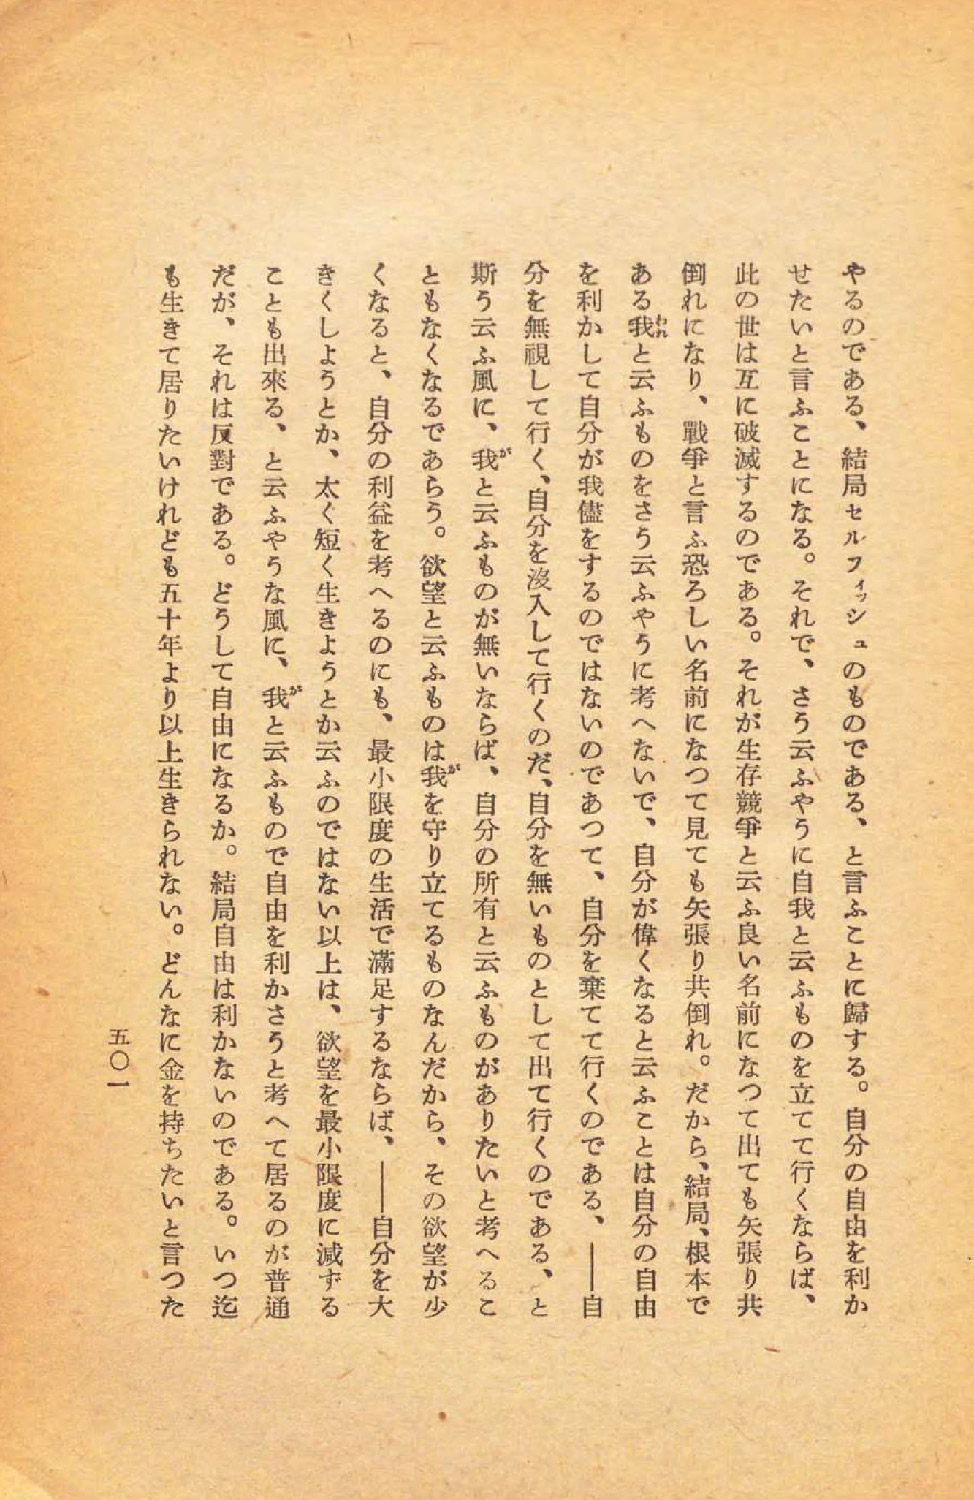 やるのである、結局セルフィッシュのものである、と言ふことに歸する。自分の自由を利か
せたいと言ふことになる。それで、さう云ふやうに自我と云ふものを立てて行くならば、
此の世は互に破滅するのである。それが生存競爭と云ふ良い名前になつて出ても矢張り共
倒れになり、戰爭と言ふ恐ろしい名前になつて見ても矢張り共倒れ。だから、結局、根本で
ある我われと云ふものをさう云ふやうに考へないで、自分が偉くなると云ふことは自分の自由
を利かして自分が我儘をするのではないのであつて、自分を棄てて行くのである、――自
分を無視して行く、自分を沒入して行くのだ、自分を無いものとして出て行くのである、と
斯う云ふ風に、我がと云ふものが無いならば、自分の所有と云ふものがありたいと考へるこ
ともなくなるであらう。欲望と云ふものは我がを守り立てるものなんだから、その欲望が少
くなると、自分の利益を考へるのにも、最小限度の生活で滿足するならば、――自分を大
きくしようとか、太く短く生きようとか云ふのではない以上は、欲望を最小限度に減ずる
ことも出來る、と云ふやうな風に、我がと云ふもので自由を利かさうと考へて居るのが普通
だが、それは反對である。どうして自由になるか。結局自由は利かないのである。いつ迄
も生きて居りたいけれども五十年より以上生きられない。どんなに金を持ちたいと言つた
五〇一